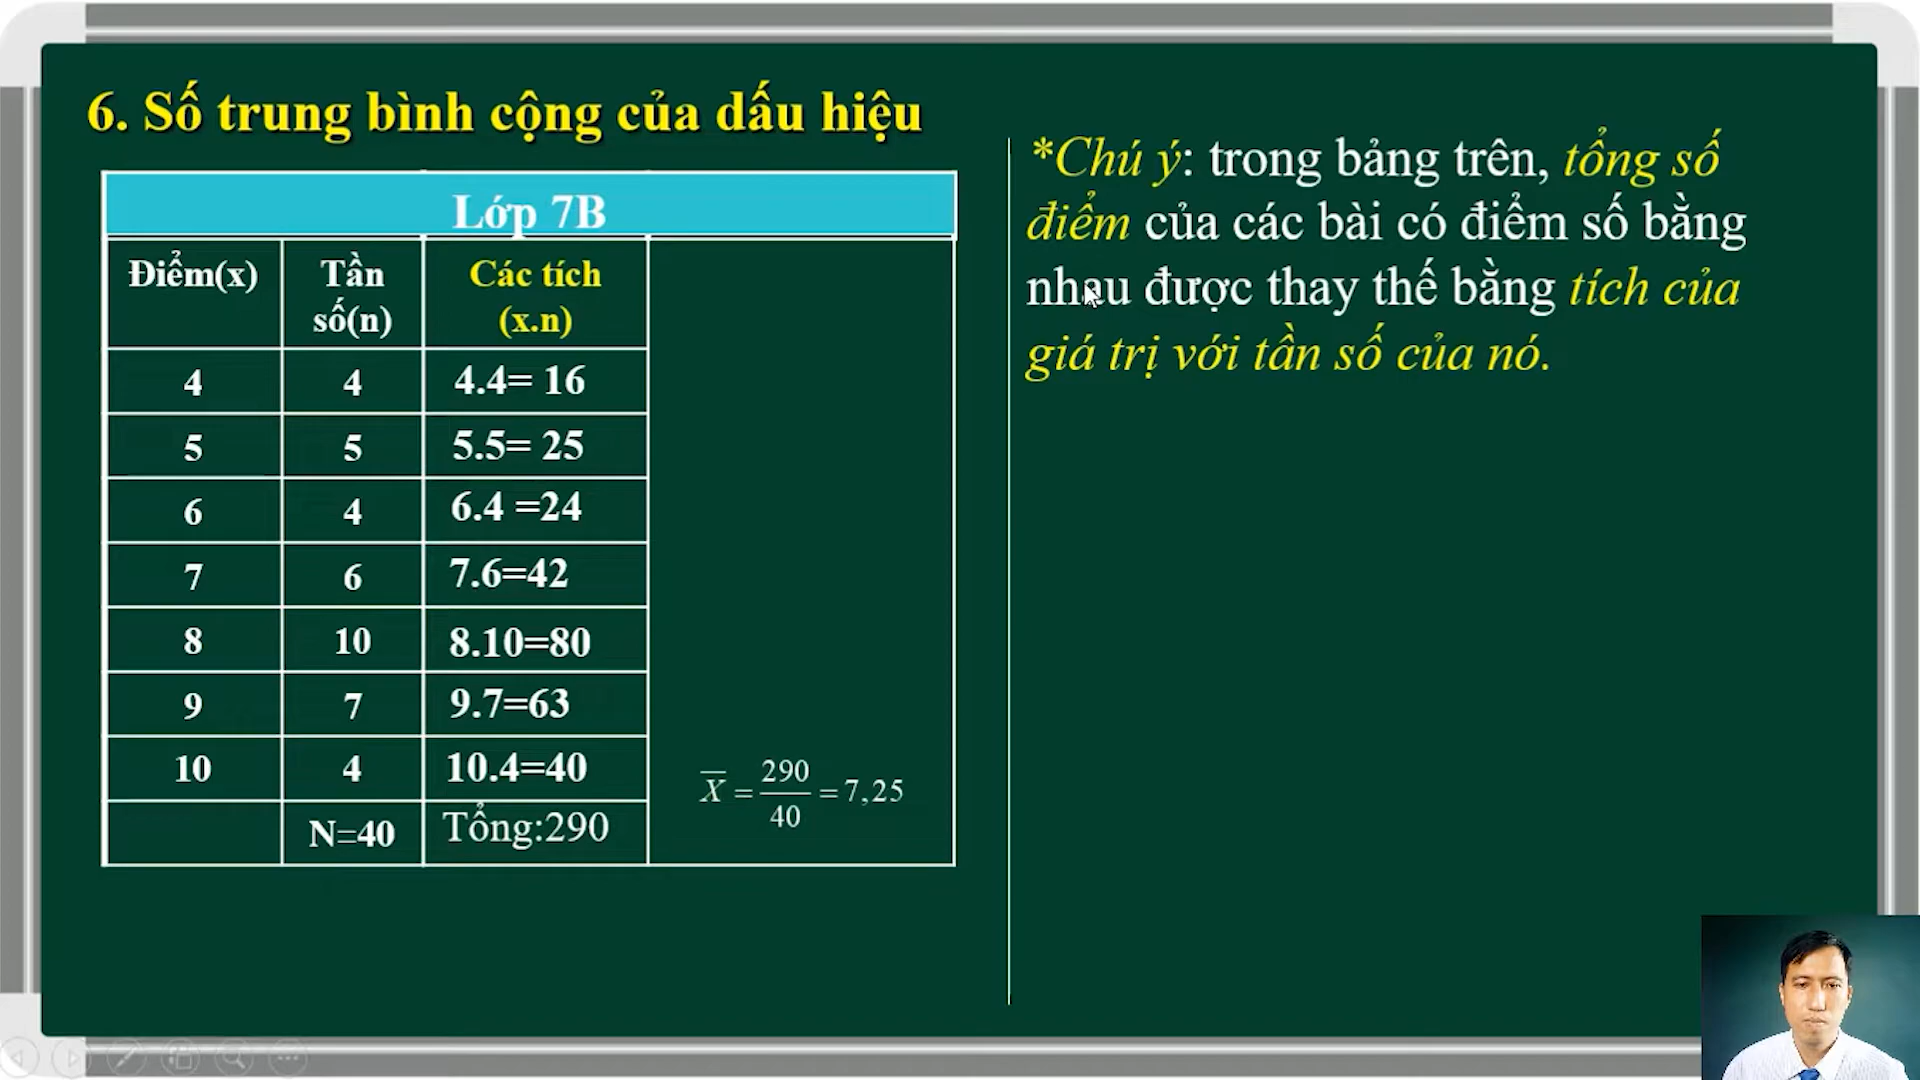 6. Số trung bình cộng của dấu hiệu
Lớp 7B
Điểm(x) Tần số(n) Các tích (x.n)
4 4 4.4= 16
5 5 5.5= 25
6 4 6.4 =24
7 6 7.6=42
8 10 8.10=80
9 7 9.7=63
10 4 10.4=40
N=40 Tổng:290
X̅ = 290/40 = 7,25
*Chú ý: trong bảng trên, tổng số
điểm của các bài có điểm số bằng
nhau được thay thế bằng tích của
giá trị với tần số của nó.